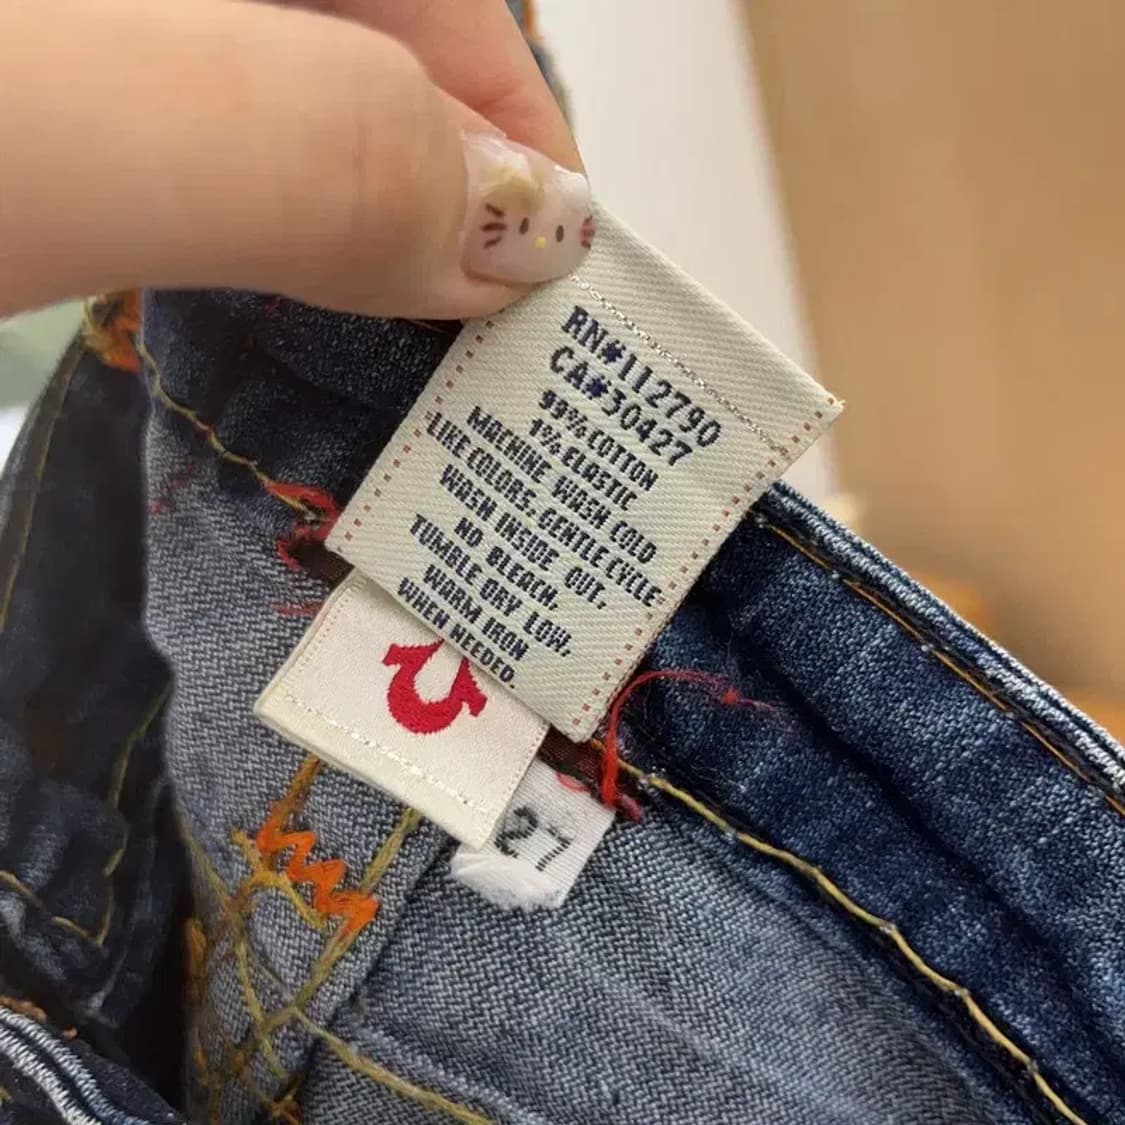 RN#112790
CA#30427
99% COTTON
1% ELASTIC
MACHINE WASH COLD
LIKE COLORS, GENTLE CYCLE
WASH INSIDE OUT,
NO BLEACH,
TUMBLE DRY LOW,
WARM IRON
WHEN NEEDED.
27